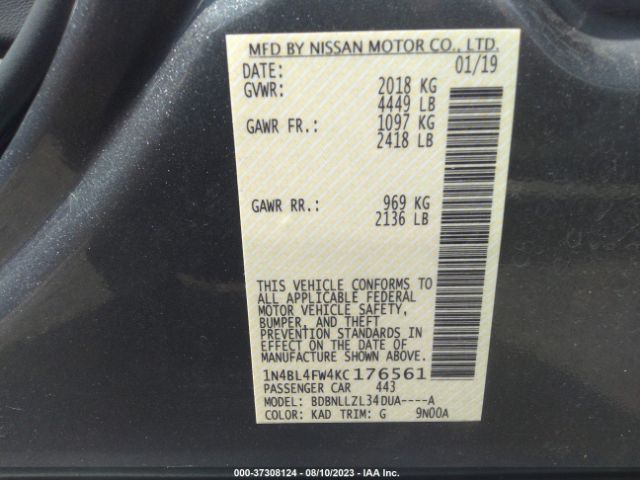 MFD BY NISSAN MOTOR CO., LTD.
DATE: 01/19
GVWR: 2018 KG
4449 LB
GAWR FR.: 1097 KG
2418 LB
GAWR RR.: 969 KG
2136 LB
THIS VEHICLE CONFORMS TO
ALL APPLICABLE FEDERAL
MOTOR VEHICLE SAFETY,
BUMPER, AND THEFT
PREVENTION STANDARDS IN
EFFECT ON THE DATE OF
MANUFACTURE SHOWN ABOVE.
1N4BL4FW4KC176561
PASSENGER CAR 443
MODEL: BDBNLLZL34DUA----A
COLOR: KAD TRIM: G 9N00A
000-37308124 — 08/10/2023 — IAA Inc.